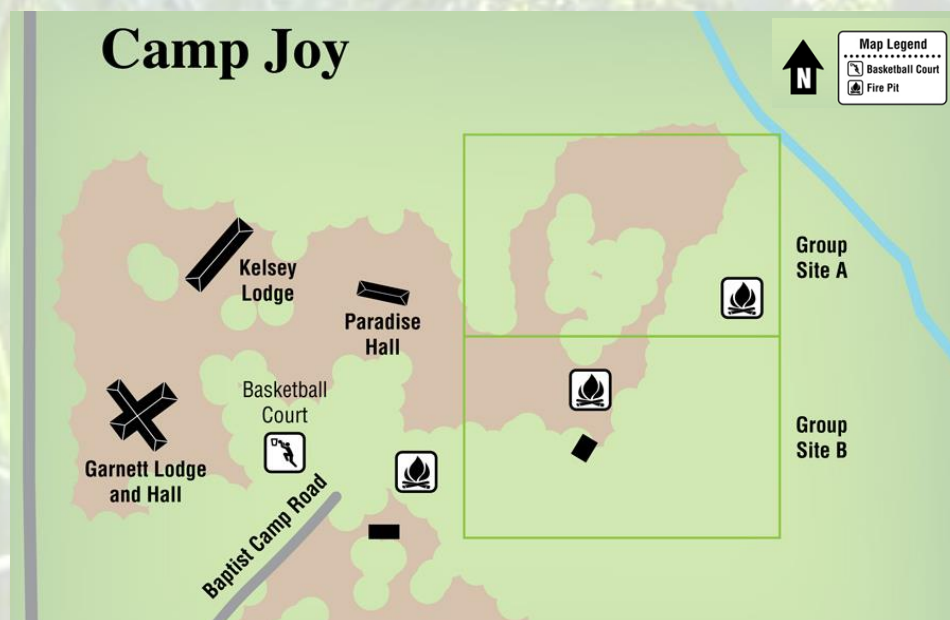 Camp Joy
N
Map Legend
Basketball Court
Fire Pit
Kelsey
Lodge
Paradise
Hall
Group
Site A
Basketball
Court
Group
Site B
Garnett Lodge
and Hall
Baptist Camp Road